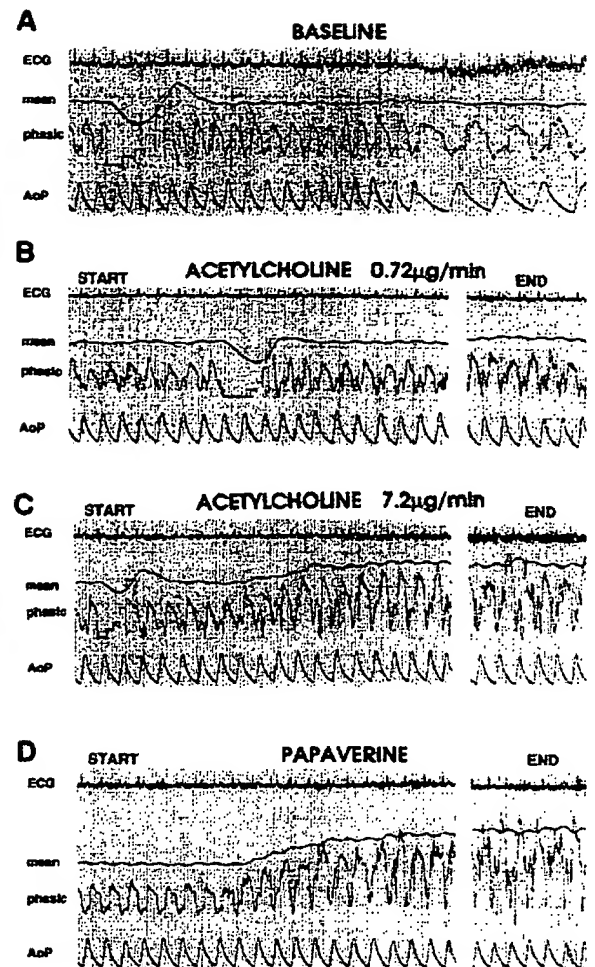 A
BASELINE
ECG
mean
phasic
AoP
B
START ACETYLCHOLINE 0.72µg/min END
ECG
mean
phasic
AoP
C
START ACETYLCHOLINE 7.2µg/min END
ECG
mean
phasic
AoP
D
START PAPAVERINE END
ECG
mean
phasic
AoP